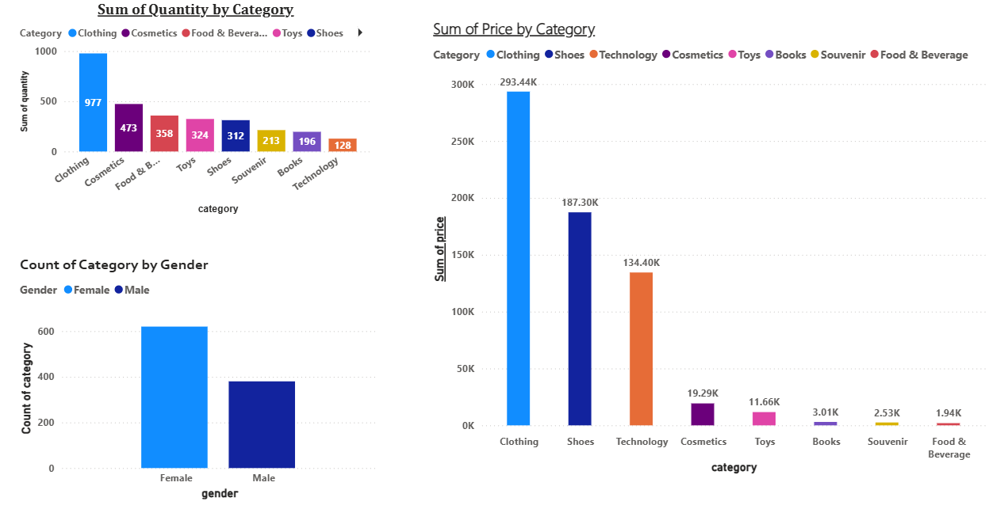 Sum of Quantity by Category
Category Clothing Cosmetics Food & Bevera... Toys Shoes
1000
500
0
Sum of quantity
977
473
358
324
312
213
196
128
Clothing
Cosmetics
Food & B...
Toys
Shoes
Souvenir
Books
Technology
category
Count of Category by Gender
Gender Female Male
600
400
200
0
Count of category
Female Male
gender
Sum of Price by Category
Category Clothing Shoes Technology Cosmetics Toys Books Souvenir Food & Beverage
300K
250K
200K
150K
100K
50K
0K
Sum of price
293.44K
187.30K
134.40K
19.29K
11.66K
3.01K
2.53K
1.94K
Clothing Shoes Technology Cosmetics Toys Books Souvenir Food &
Beverage
category